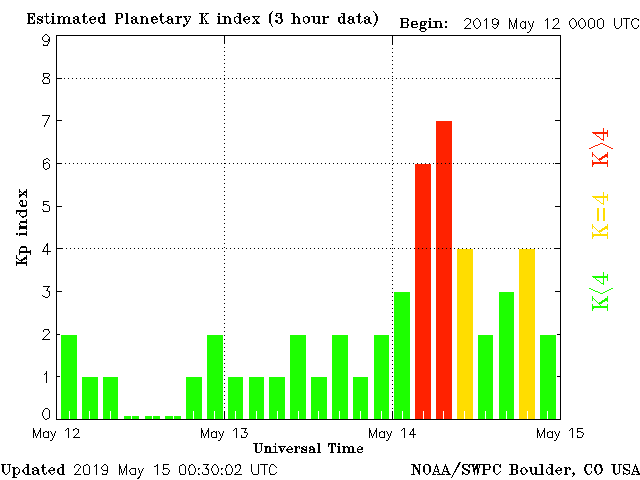 Estimated Planetary K index (3 hour data) Begin: 2019 May 12 0000 UTC
9
8
7
6
5
4
3
2
1
0
Kp index
May 12 May 13 May 14 May 15
Universal Time
K>4
K=4
K<4
Updated 2019 May 15 00:30:02 UTC NOAA/SWPC Boulder, CO USA